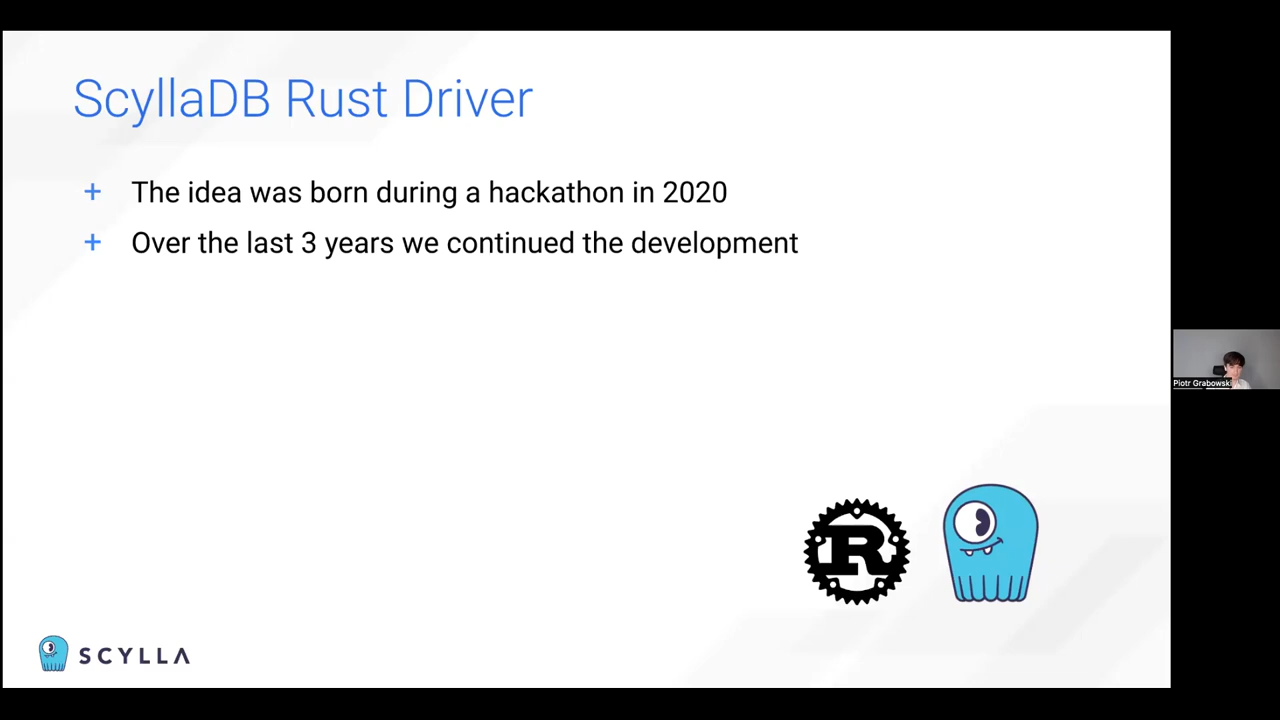 ScyllaDB Rust Driver
+ The idea was born during a hackathon in 2020
+ Over the last 3 years we continued the development
R
SCYLLA
Piotr Grabowski